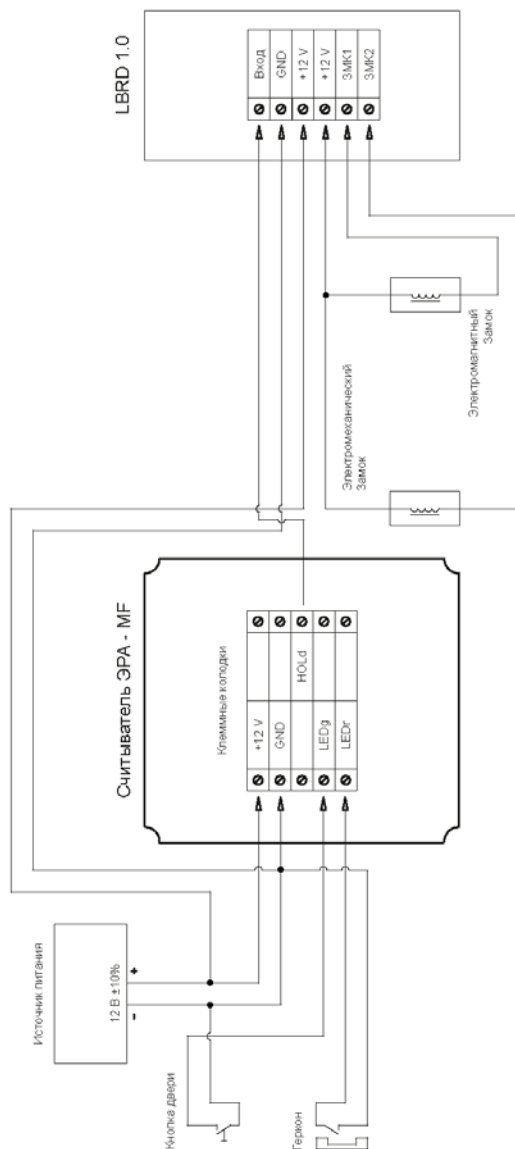 LBRD 1.0
Вход
GND
+12 V
+12 V
ЗМК1
ЗМК2
Электромеханический
Замок
Электромагнитный
Замок
Считыватель ЭРА - MF
Клеммные колодки
+12 V
GND
HOLd
LEDg
LEDr
Источник питания
12 В ±10%
+
-
Кнопка двери
Геркон